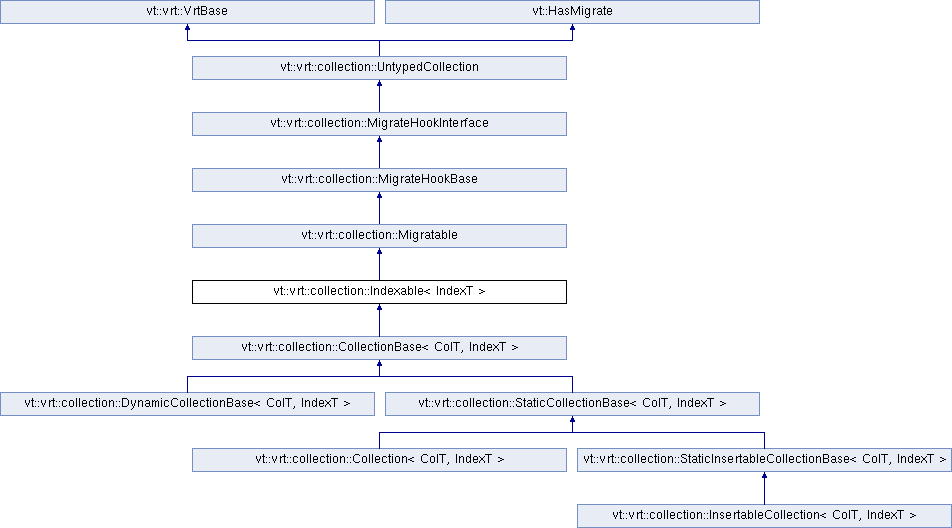 vt::vrt::VrtBase
vt::HasMigrate
vt::vrt::collection::UntypedCollection
vt::vrt::collection::MigrateHookInterface
vt::vrt::collection::MigrateHookBase
vt::vrt::collection::Migratable
vt::vrt::collection::Indexable< IndexT >
vt::vrt::collection::CollectionBase< ColT, IndexT >
vt::vrt::collection::DynamicCollectionBase< ColT, IndexT >
vt::vrt::collection::StaticCollectionBase< ColT, IndexT >
vt::vrt::collection::Collection< ColT, IndexT >
vt::vrt::collection::StaticInsertableCollectionBase< ColT, IndexT >
vt::vrt::collection::InsertableCollection< ColT, IndexT >